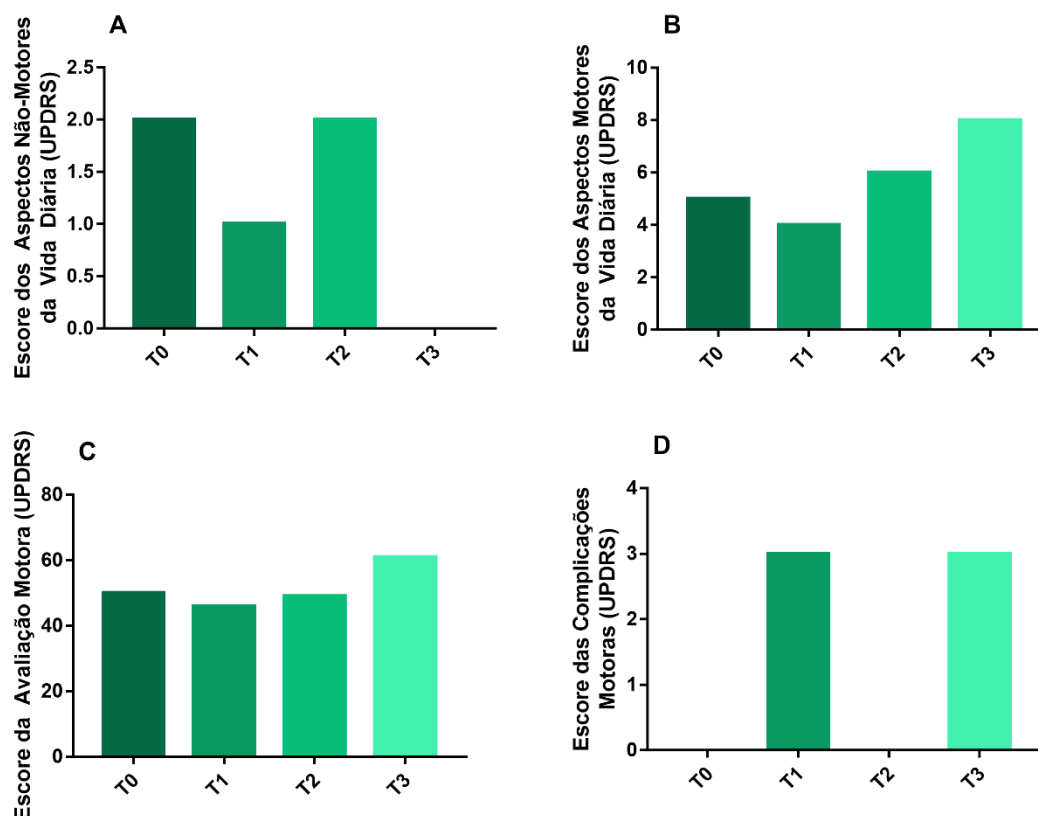 A
Escore dos Aspectos Não-Motores
da Vida Diária (UPDRS)
2.5
2.0
1.5
1.0
0.5
0.0
T0 T1 T2 T3
B
Escore dos Aspectos Motores
da Vida Diária (UPDRS)
10
8
6
4
2
0
T0 T1 T2 T3
C
Escore da Avaliação Motora (UPDRS)
80
60
40
20
0
T0 T1 T2 T3
D
Escore das Complicações
Motoras (UPDRS)
4
3
2
1
0
T0 T1 T2 T3